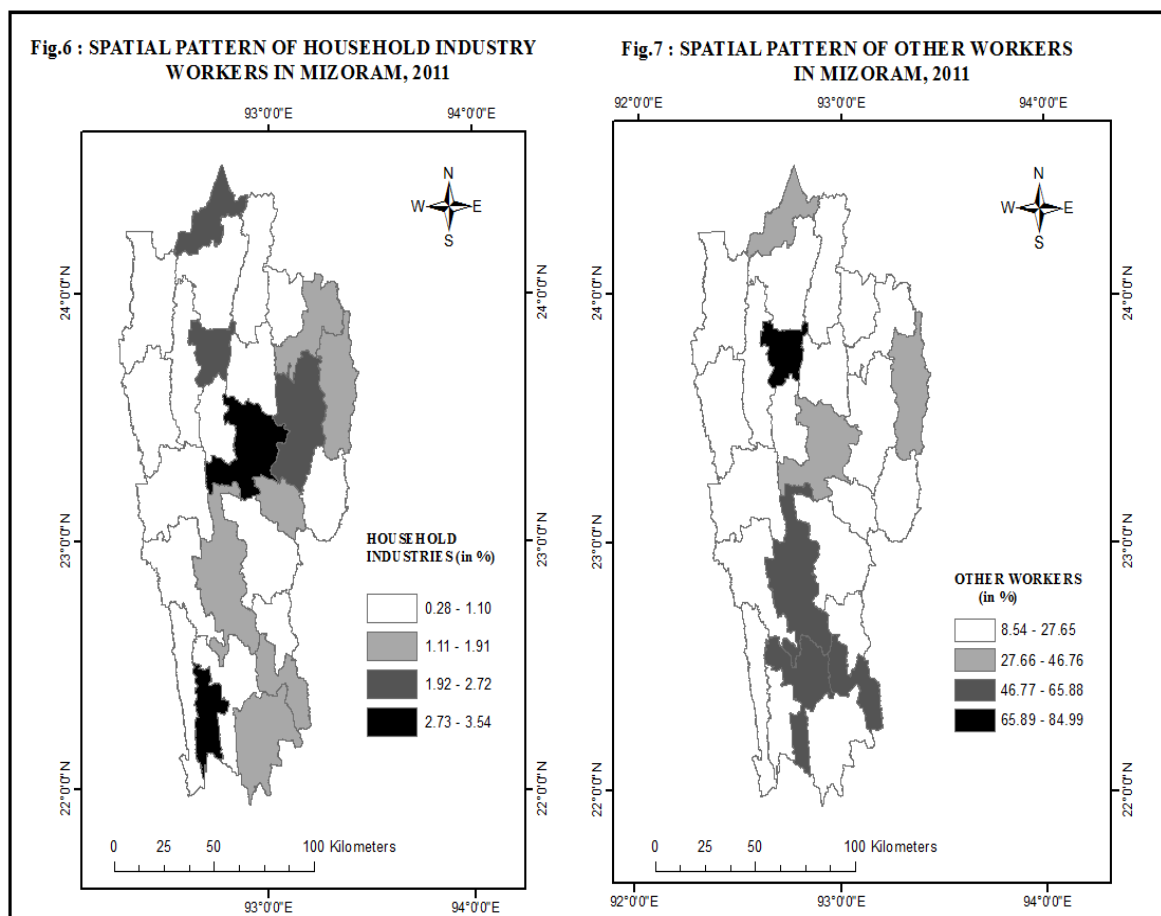 Fig.6 : SPATIAL PATTERN OF HOUSEHOLD INDUSTRY
WORKERS IN MIZORAM, 2011
93°0'0"E
94°0'0"E
N
W
E
S
24°0'0"N
24°0'0"N
23°0'0"N
23°0'0"N
22°0'0"N
22°0'0"N
HOUSEHOLD
INDUSTRIES (in %)
0.28 - 1.10
1.11 - 1.91
1.92 - 2.72
2.73 - 3.54
0 25 50 100 Kilometers
93°0'0"E
94°0'0"E
Fig.7 : SPATIAL PATTERN OF OTHER WORKERS
IN MIZORAM, 2011
92°0'0"E
93°0'0"E
94°0'0"E
N
W
E
S
24°0'0"N
24°0'0"N
23°0'0"N
23°0'0"N
22°0'0"N
22°0'0"N
OTHER WORKERS
(in %)
8.54 - 27.65
27.66 - 46.76
46.77 - 65.88
65.89 - 84.99
0 25 50 100 Kilometers
92°0'0"E
93°0'0"E
94°0'0"E